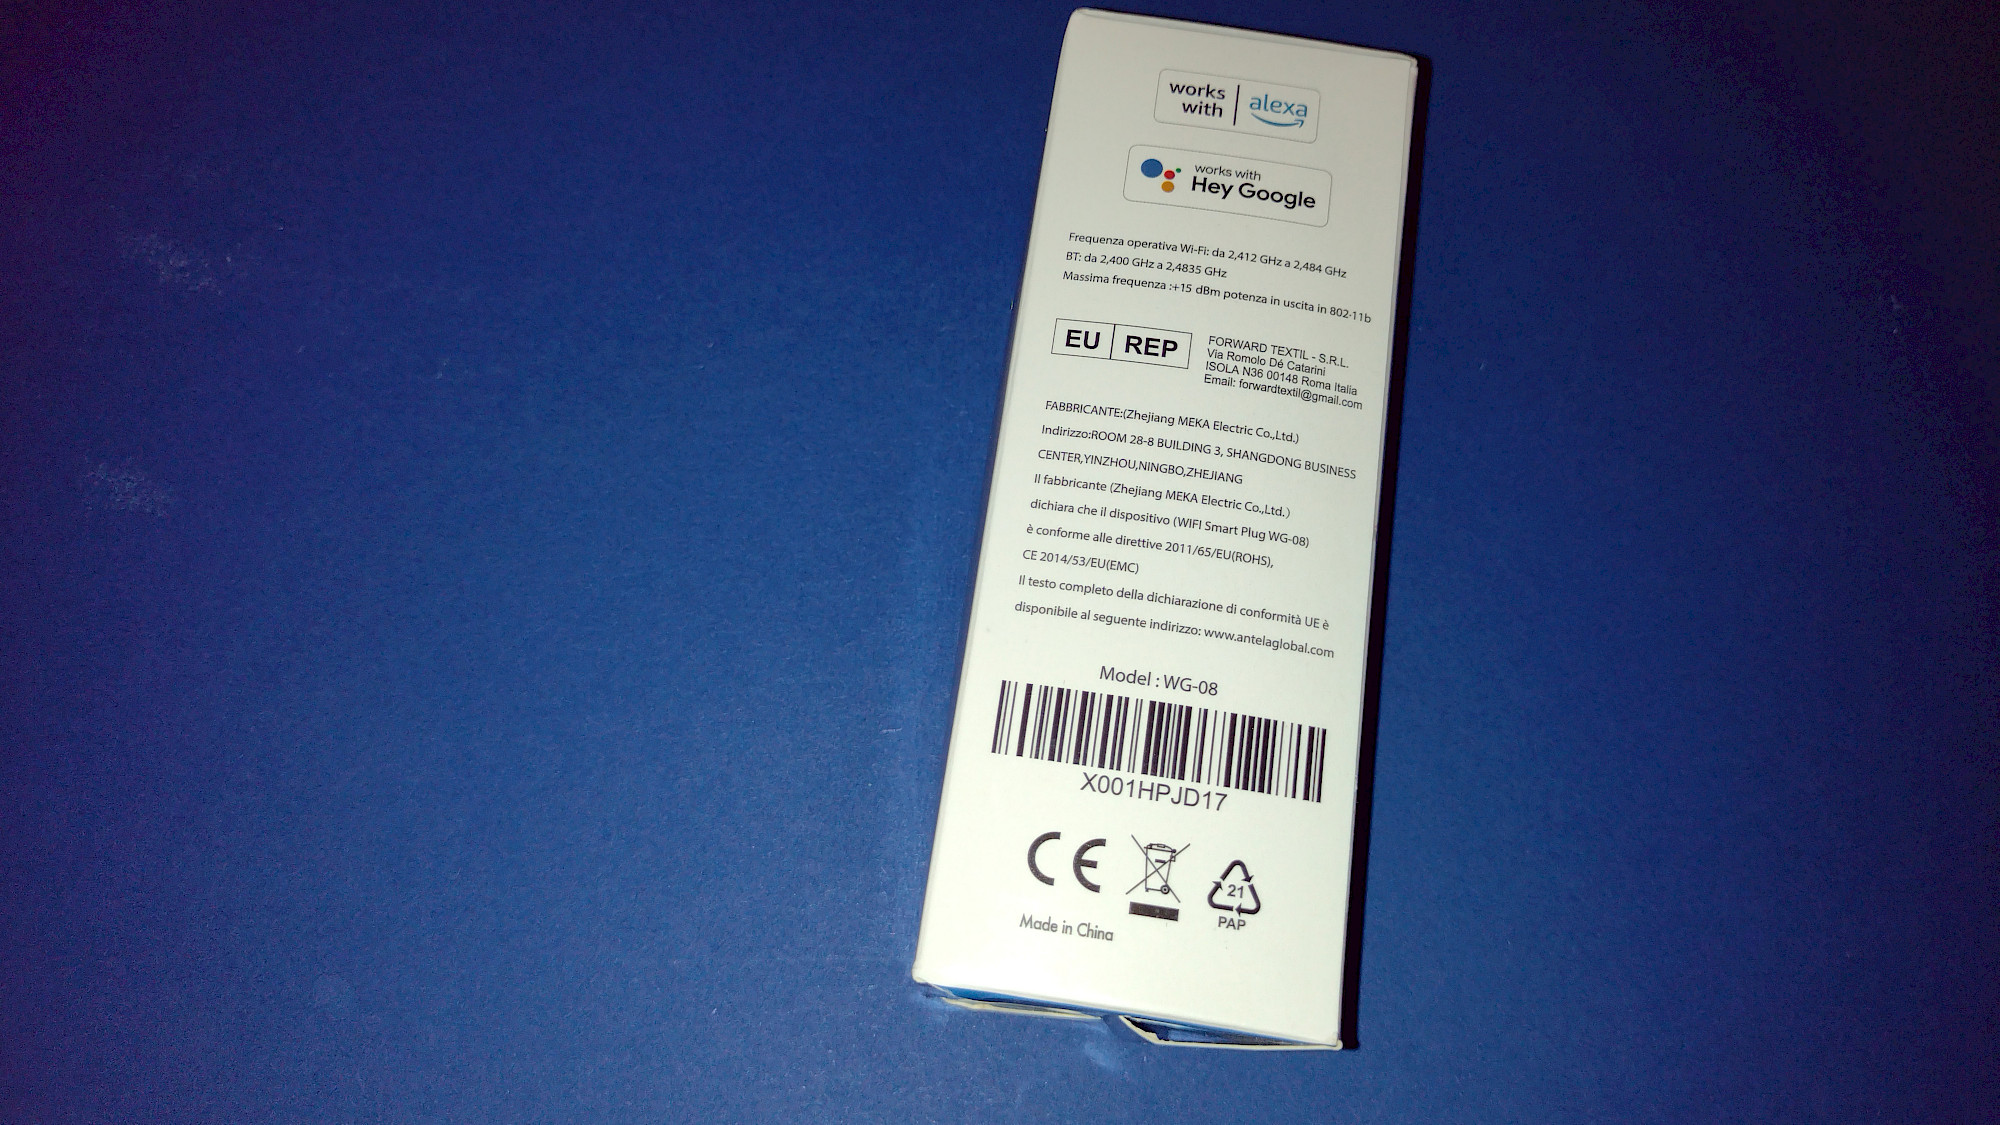 works
with
alexa
works with
Hey Google
Frequenza operativa Wi-Fi: da 2,412 GHz a 2,484 GHz
BT: da 2,400 GHz a 2,4835 GHz
Massima frequenza :+15 dBm potenza in uscita in 802-11b
EU REP
FORWARD TEXTIL - S.R.L.
Via Romolo Dé Catarini
ISOLA N36 00148 Roma Italia
Email: forwardtextil@gmail.com
FABBRICANTE:(Zhejiang MEKA Electric Co.,Ltd.)
Indirizzo:ROOM 28-8 BUILDING 3, SHANGDONG BUSINESS
CENTER,YINZHOU,NINGBO,ZHEJIANG
Il fabbricante (Zhejiang MEKA Electric Co.,Ltd.)
dichiara che il dispositivo (WIFI Smart Plug WG-08)
è conforme alle direttive 2011/65/EU(ROHS),
CE 2014/53/EU(EMC)
Il testo completo della dichiarazione di conformità UE è
disponibile al seguente indirizzo: www.antelaglobal.com
Model : WG-08
X001HPJD17
CE
21
PAP
Made in China